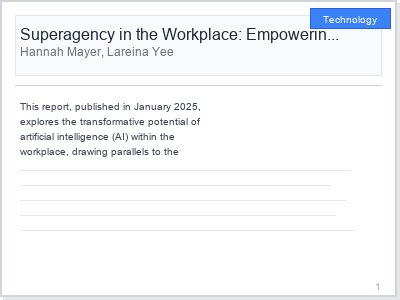 Technology
Superagency in the Workplace: Empowerin...
Hannah Mayer, Lareina Yee
This report, published in January 2025,
explores the transformative potential of
artificial intelligence (AI) within the
workplace, drawing parallels to the
1